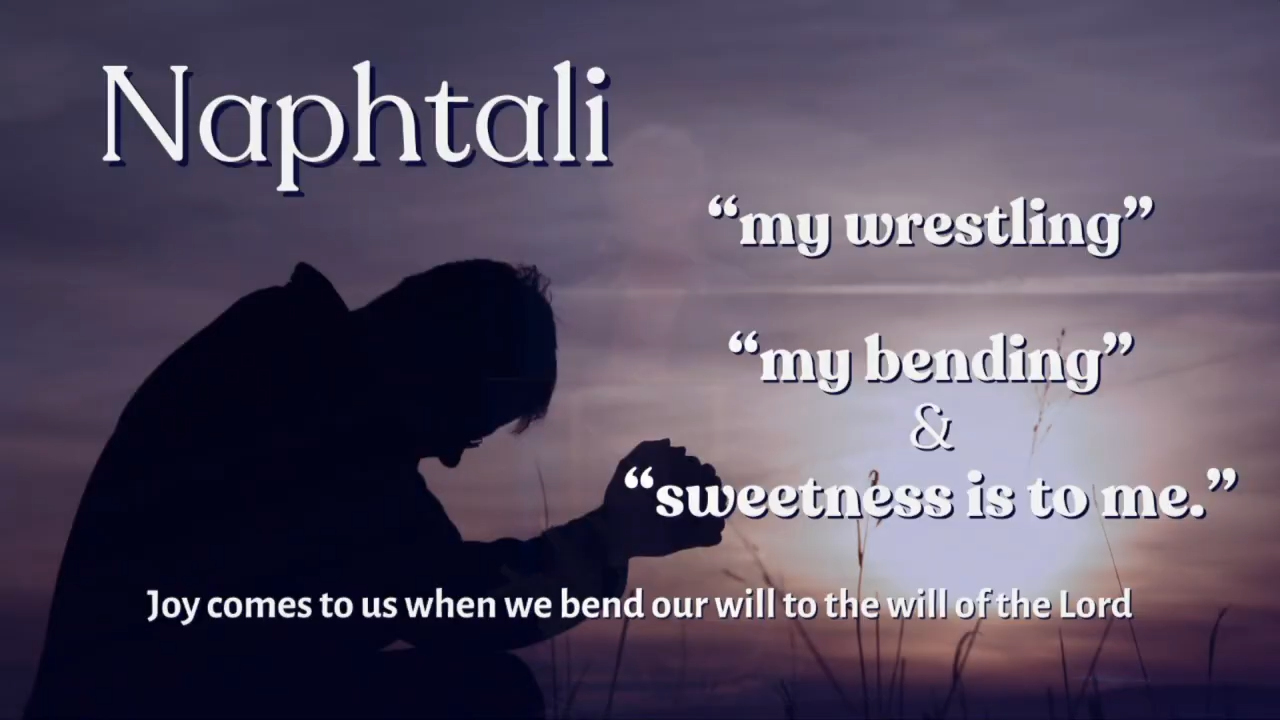 Naphtali
“my wrestling”
“my bending”
&
“sweetness is to me.”
Joy comes to us when we bend our will to the will of the Lord